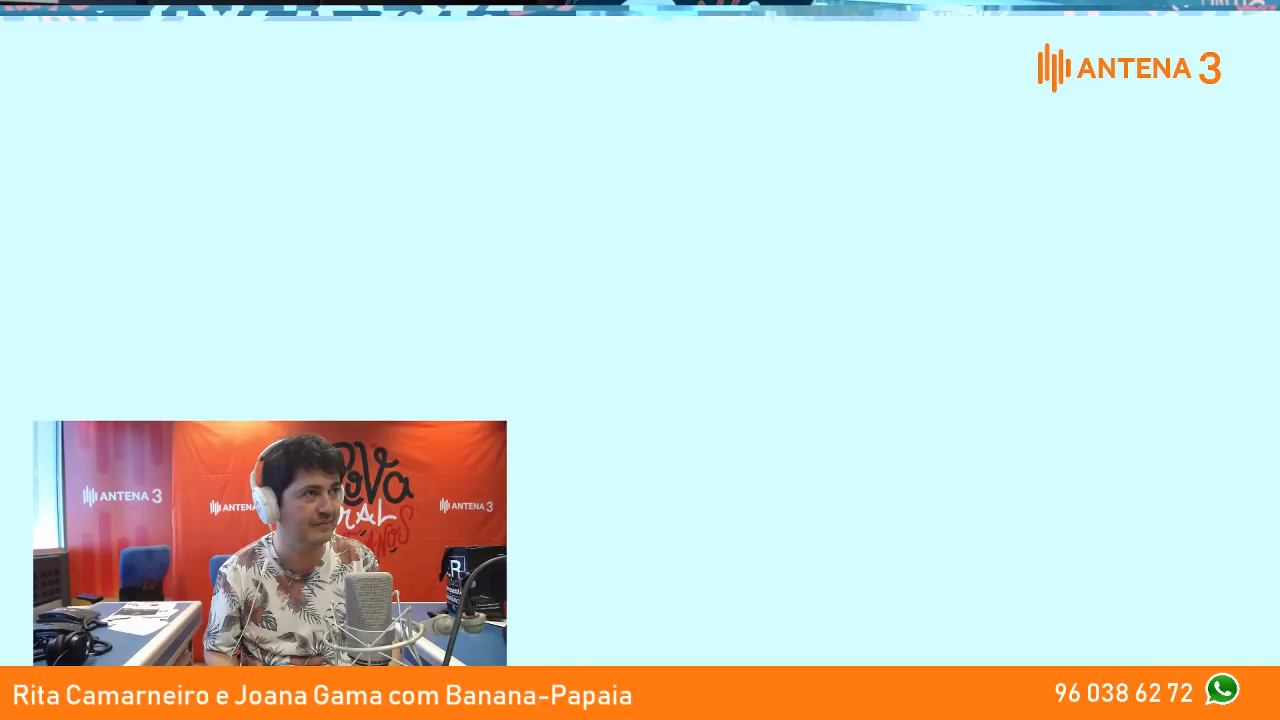 ANTENA 3
ANTENA 3
ANTENA
ANTENA 3
R
Rita Camarneiro e Joana Gama com Banana-Papaia
96 038 62 72